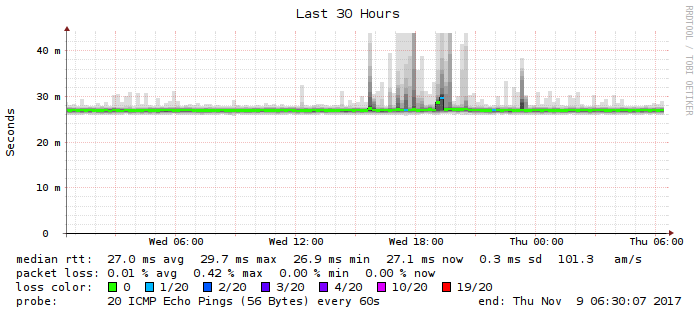 Last 30 Hours
RRDTOOL / TOBI OETIKER
Seconds
40 m
30 m
20 m
10 m
0
Wed 06:00 Wed 12:00 Wed 18:00 Thu 00:00 Thu 06:00
median rtt: 27.0 ms avg 29.7 ms max 26.9 ms min 27.1 ms now 0.3 ms sd 101.3 am/s
packet loss: 0.01 % avg 0.42 % max 0.00 % min 0.00 % now
loss color: 0 1/20 2/20 3/20 4/20 10/20 19/20
probe: 20 ICMP Echo Pings (56 Bytes) every 60s end: Thu Nov 9 06:30:07 2017